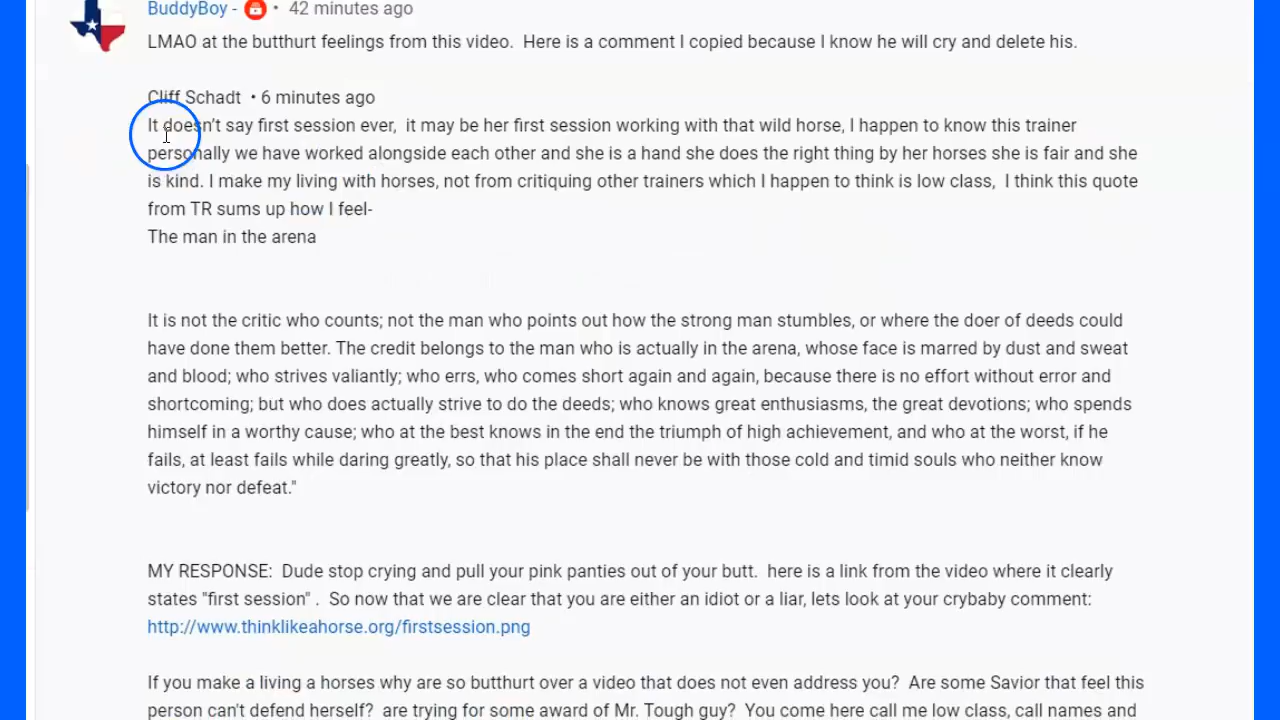 BuddyBoy - • 42 minutes ago
LMAO at the butthurt feelings from this video.  Here is a comment I copied because I know he will cry and delete his.
Cliff Schadt  • 6 minutes ago
It doesn't say first session ever,  it may be her first session working with that wild horse, I happen to know this trainer
personally we have worked alongside each other and she is a hand she does the right thing by her horses she is fair and she
is kind. I make my living with horses, not from critiquing other trainers which I happen to think is low class,  I think this quote
from TR sums up how I feel-
The man in the arena
It is not the critic who counts; not the man who points out how the strong man stumbles, or where the doer of deeds could
have done them better. The credit belongs to the man who is actually in the arena, whose face is marred by dust and sweat
and blood; who strives valiantly; who errs, who comes short again and again, because there is no effort without error and
shortcoming; but who does actually strive to do the deeds; who knows great enthusiasms, the great devotions; who spends
himself in a worthy cause; who at the best knows in the end the triumph of high achievement, and who at the worst, if he
fails, at least fails while daring greatly, so that his place shall never be with those cold and timid souls who neither know
victory nor defeat."
MY RESPONSE:  Dude stop crying and pull your pink panties out of your butt.  here is a link from the video where it clearly
states "first session" .  So now that we are clear that you are either an idiot or a liar, lets look at your crybaby comment:
http://www.thinklikeahorse.org/firstsession.png
If you make a living a horses why are so butthurt over a video that does not even address you?  Are some Savior that feel this
person can't defend herself?  are trying for some award of Mr. Tough guy?  You come here call me low class, call names and